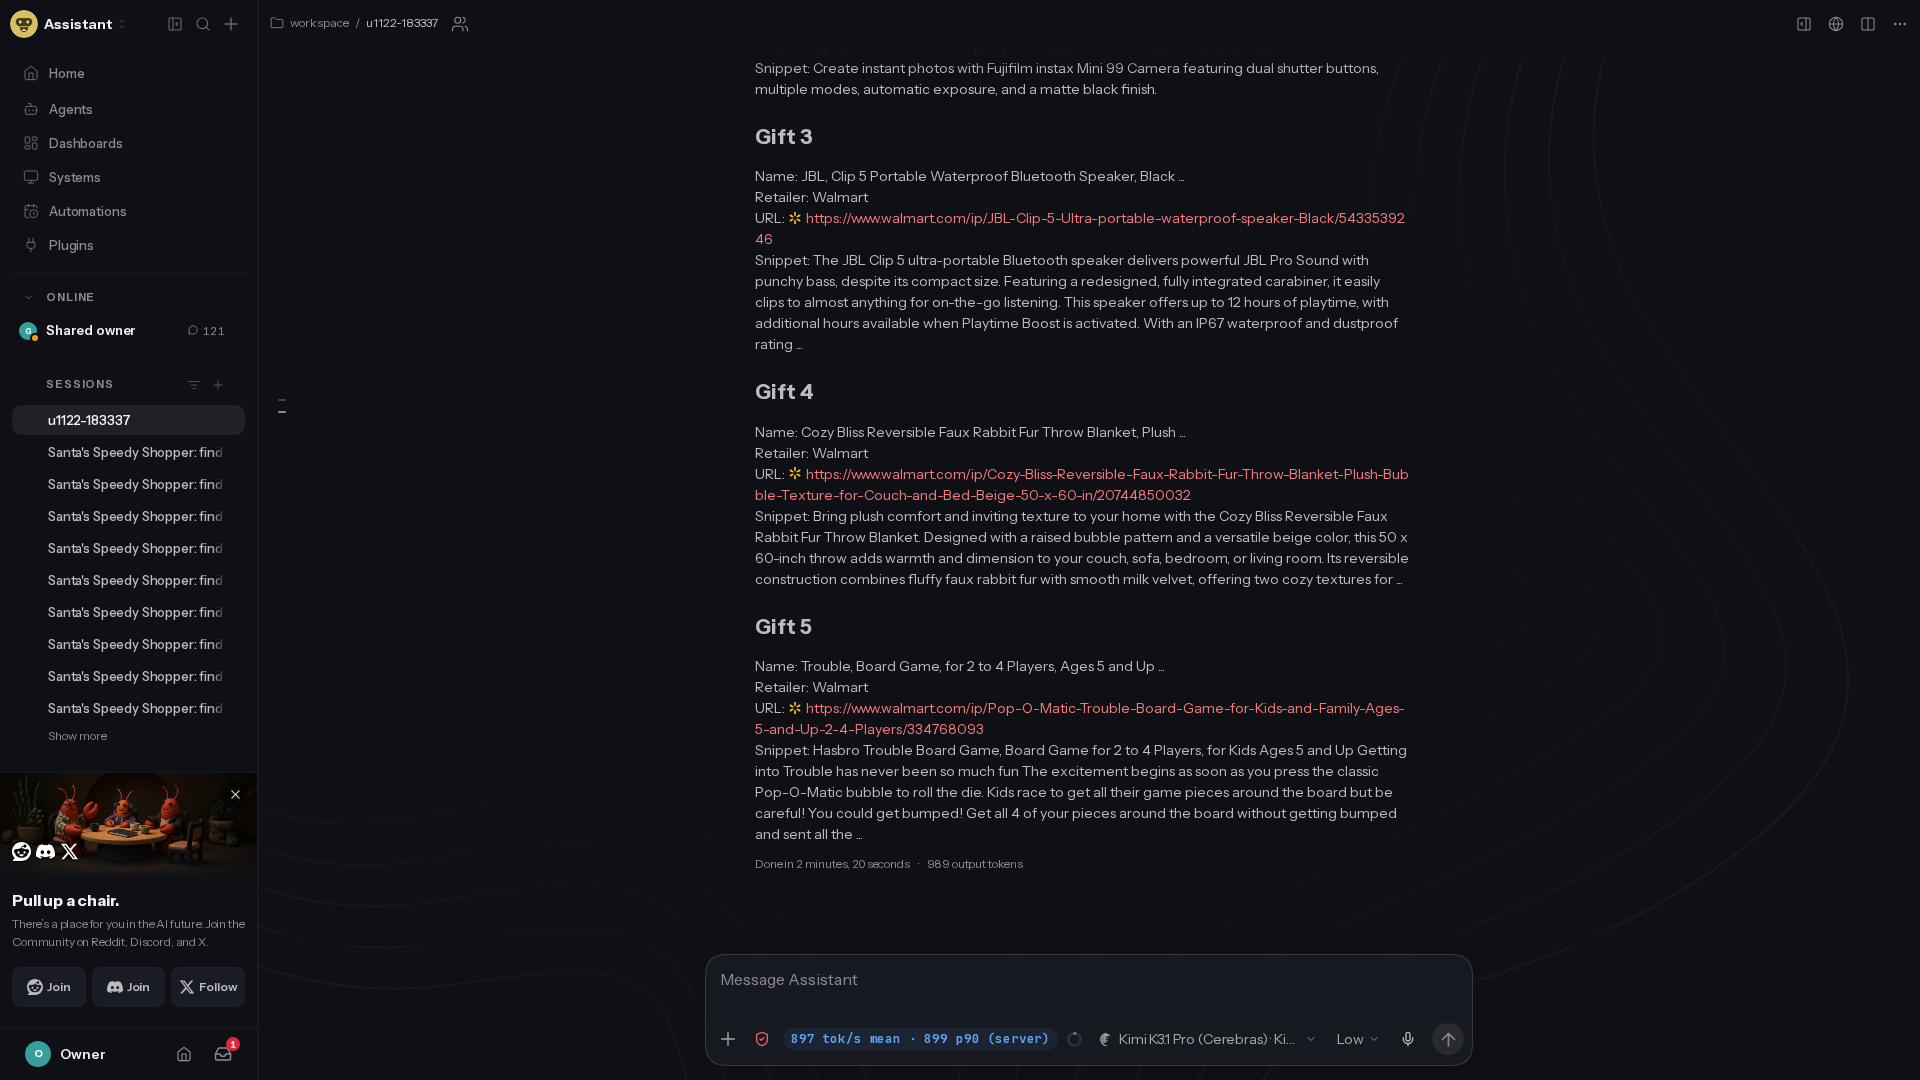 Assistant
Home
Agents
Dashboards
Systems
Automations
Plugins
ONLINE
G
Shared owner
121
SESSIONS
u1122-183337
Santa's Speedy Shopper: find
Santa's Speedy Shopper: find
Santa's Speedy Shopper: find
Santa's Speedy Shopper: find
Santa's Speedy Shopper: find
Santa's Speedy Shopper: find
Santa's Speedy Shopper: find
Santa's Speedy Shopper: find
Santa's Speedy Shopper: find
Show more
Pull up a chair.
There's a place for you in the AI future. Join the
Community on Reddit, Discord, and X.
Join
Join
Follow
O
Owner
1
workspace / u1122-183337
Snippet: Create instant photos with Fujifilm instax Mini 99 Camera featuring dual shutter buttons,
multiple modes, automatic exposure, and a matte black finish.
Gift 3
Name: JBL, Clip 5 Portable Waterproof Bluetooth Speaker, Black ...
Retailer: Walmart
URL: https://www.walmart.com/ip/JBL-Clip-5-Ultra-portable-waterproof-speaker-Black/54335392
46
Snippet: The JBL Clip 5 ultra-portable Bluetooth speaker delivers powerful JBL Pro Sound with
punchy bass, despite its compact size. Featuring a redesigned, fully integrated carabiner, it easily
clips to almost anything for on-the-go listening. This speaker offers up to 12 hours of playtime, with
additional hours available when Playtime Boost is activated. With an IP67 waterproof and dustproof
rating ...
Gift 4
Name: Cozy Bliss Reversible Faux Rabbit Fur Throw Blanket, Plush ...
Retailer: Walmart
URL: https://www.walmart.com/ip/Cozy-Bliss-Reversible-Faux-Rabbit-Fur-Throw-Blanket-Plush-Bub
ble-Texture-for-Couch-and-Bed-Beige-50-x-60-in/20744850032
Snippet: Bring plush comfort and inviting texture to your home with the Cozy Bliss Reversible Faux
Rabbit Fur Throw Blanket. Designed with a raised bubble pattern and a versatile beige color, this 50 x
60-inch throw adds warmth and dimension to your couch, sofa, bedroom, or living room. Its reversible
construction combines fluffy faux rabbit fur with smooth milk velvet, offering two cozy textures for ...
Gift 5
Name: Trouble, Board Game, for 2 to 4 Players, Ages 5 and Up ...
Retailer: Walmart
URL: https://www.walmart.com/ip/Pop-O-Matic-Trouble-Board-Game-for-Kids-and-Family-Ages-
5-and-Up-2-4-Players/334768093
Snippet: Hasbro Trouble Board Game, Board Game for 2 to 4 Players, for Kids Ages 5 and Up Getting
into Trouble has never been so much fun The excitement begins as soon as you press the classic
Pop-O-Matic bubble to roll the die. Kids race to get all their game pieces around the board but be
careful! You could get bumped! Get all 4 of your pieces around the board without getting bumped
and sent all the ...
Done in 2 minutes, 20 seconds · 989 output tokens
Message Assistant
897 tok/s mean · 899 p90 (server)
Kimi K3.1 Pro (Cerebras) · Ki...
Low